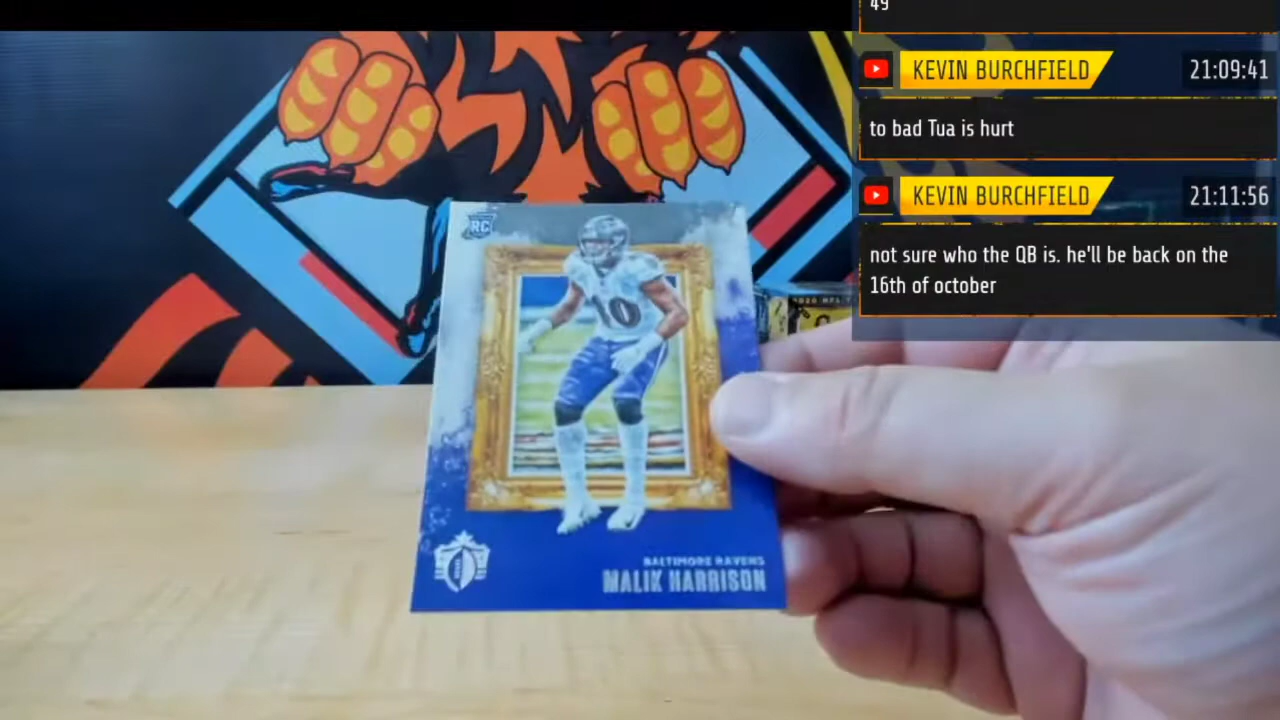 49
KEVIN BURCHFIELD 21:09:41
to bad Tua is hurt
KEVIN BURCHFIELD 21:11:56
not sure who the QB is. he'll be back on the
16th of october
RC
10
BALTIMORE RAVENS
MALIK HARRISON